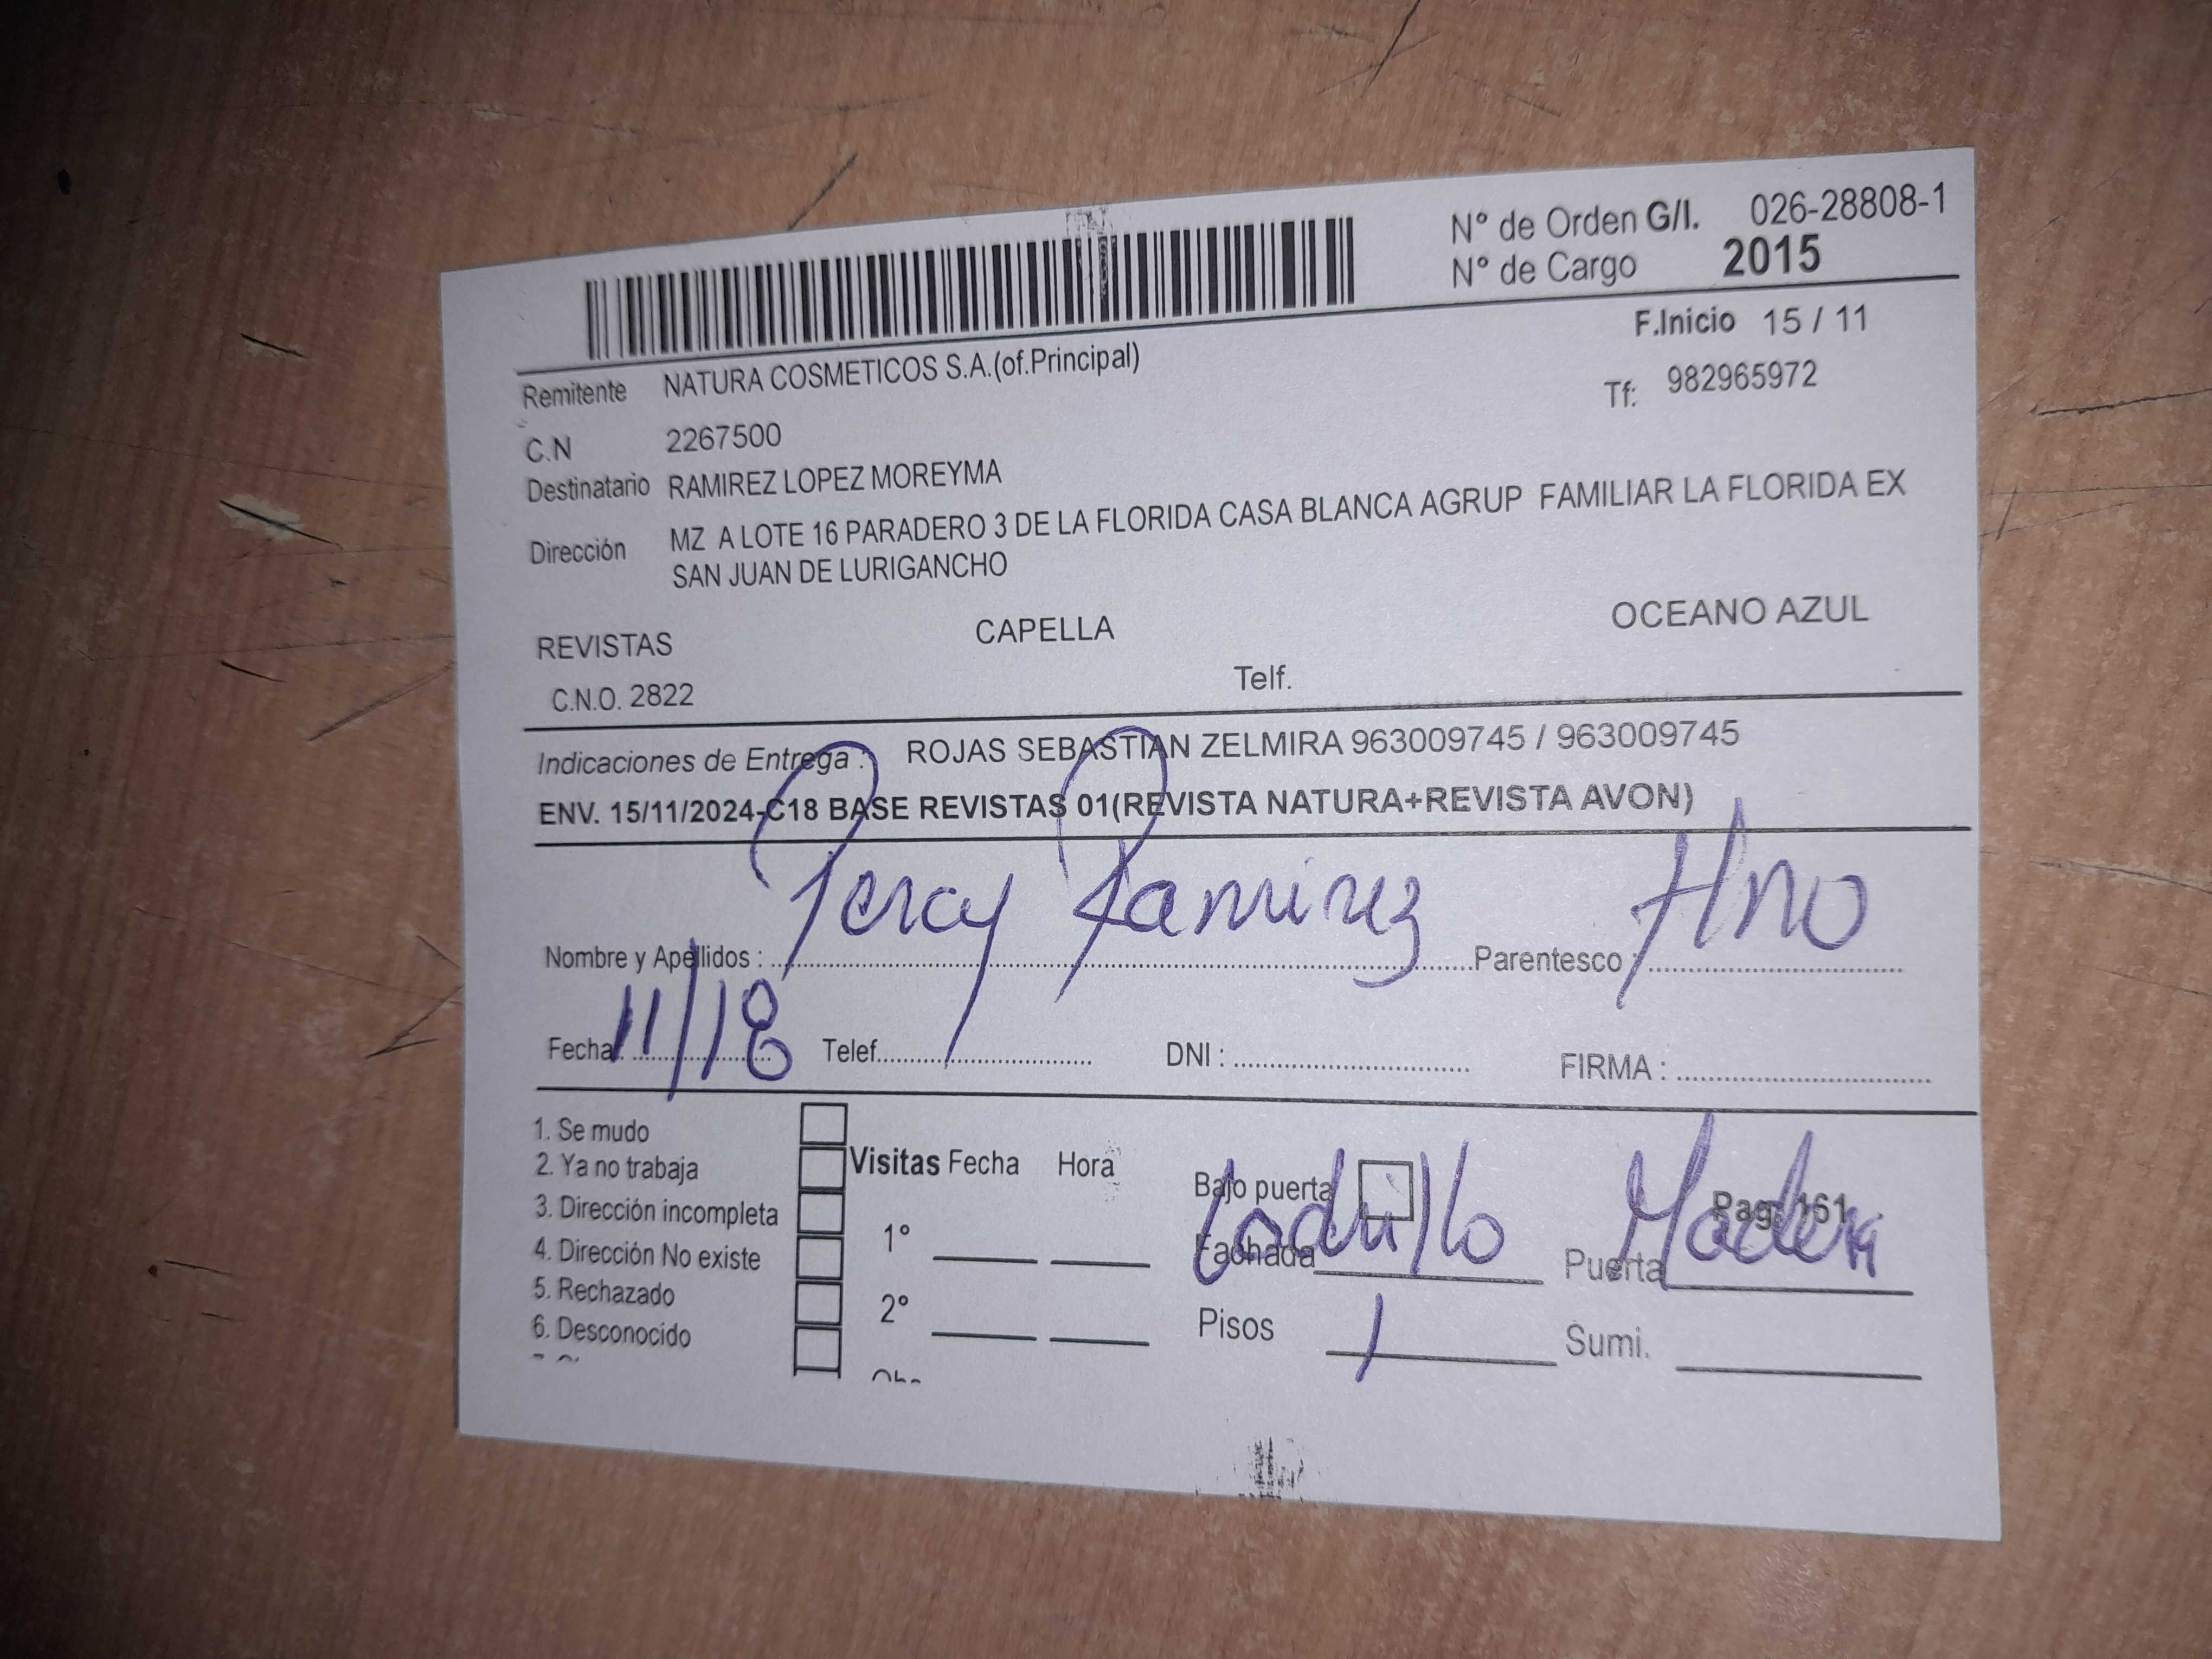 N° de Orden G/I. 026-28808-1
N° de Cargo 2015
F.Inicio 15 / 11
Remitente NATURA COSMETICOS S.A.(of.Principal)
Tf: 982965972
C.N 2267500
Destinatario RAMIREZ LOPEZ MOREYMA
Dirección MZ A LOTE 16 PARADERO 3 DE LA FLORIDA CASA BLANCA AGRUP FAMILIAR LA FLORIDA EX
SAN JUAN DE LURIGANCHO
REVISTAS CAPELLA OCEANO AZUL
C.N.O. 2822 Telf.
Indicaciones de Entrega : ROJAS SEBASTIAN ZELMIRA 963009745 / 963009745
ENV. 15/11/2024-C18 BASE REVISTAS 01(REVISTA NATURA+REVISTA AVON)
Nombre y Apellidos : Percy Ramirez Parentesco : Hno
Fecha: 11/18 Telef. DNI : FIRMA :
1. Se mudo
2. Ya no trabaja
3. Dirección incompleta
4. Dirección No existe
5. Rechazado
6. Desconocido
Visitas Fecha Hora
1°
2°
Bajo puerta
Pag. 161
Fachada Ladrillo Puerta Madera
Pisos 1 Sumi.